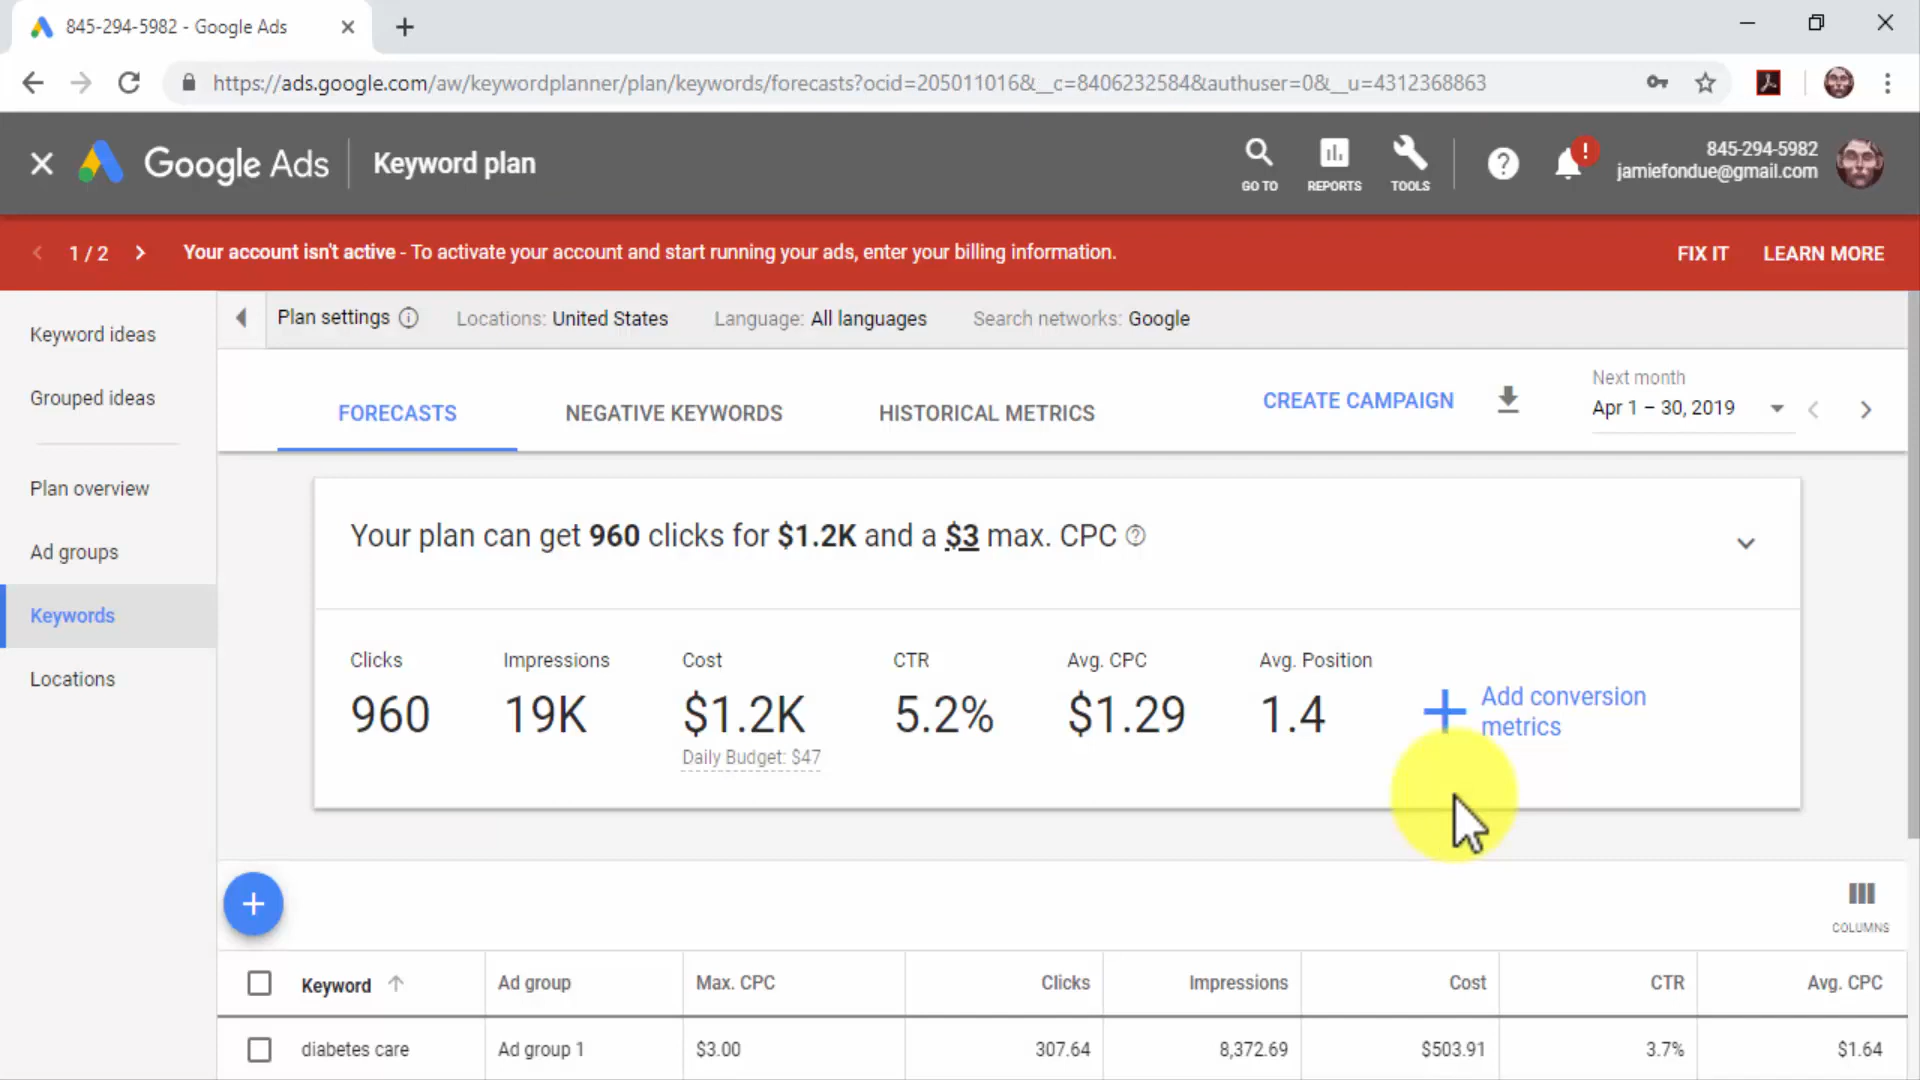 845-294-5982 - Google Ads
https://ads.google.com/aw/keywordplanner/plan/keywords/forecasts?ocid=205011016&__c=8406232584&authuser=0&__u=4312368863
Google Ads
Keyword plan
GO TO
REPORTS
TOOLS
!
845-294-5982
jamiefondue@gmail.com
1 / 2
Your account isn't active - To activate your account and start running your ads, enter your billing information.
FIX IT
LEARN MORE
Keyword ideas
Grouped ideas
Plan overview
Ad groups
Keywords
Locations
Plan settings
Locations: United States
Language: All languages
Search networks: Google
FORECASTS
NEGATIVE KEYWORDS
HISTORICAL METRICS
CREATE CAMPAIGN
Next month
Apr 1 – 30, 2019
Your plan can get 960 clicks for $1.2K and a $3 max. CPC
Clicks
960
Impressions
19K
Cost
$1.2K
Daily Budget: $47
CTR
5.2%
Avg. CPC
$1.29
Avg. Position
1.4
Add conversion
metrics
COLUMNS
Keyword Ad group Max. CPC Clicks Impressions Cost CTR Avg. CPC
diabetes care Ad group 1 $3.00 307.64 8,372.69 $503.91 3.7% $1.64